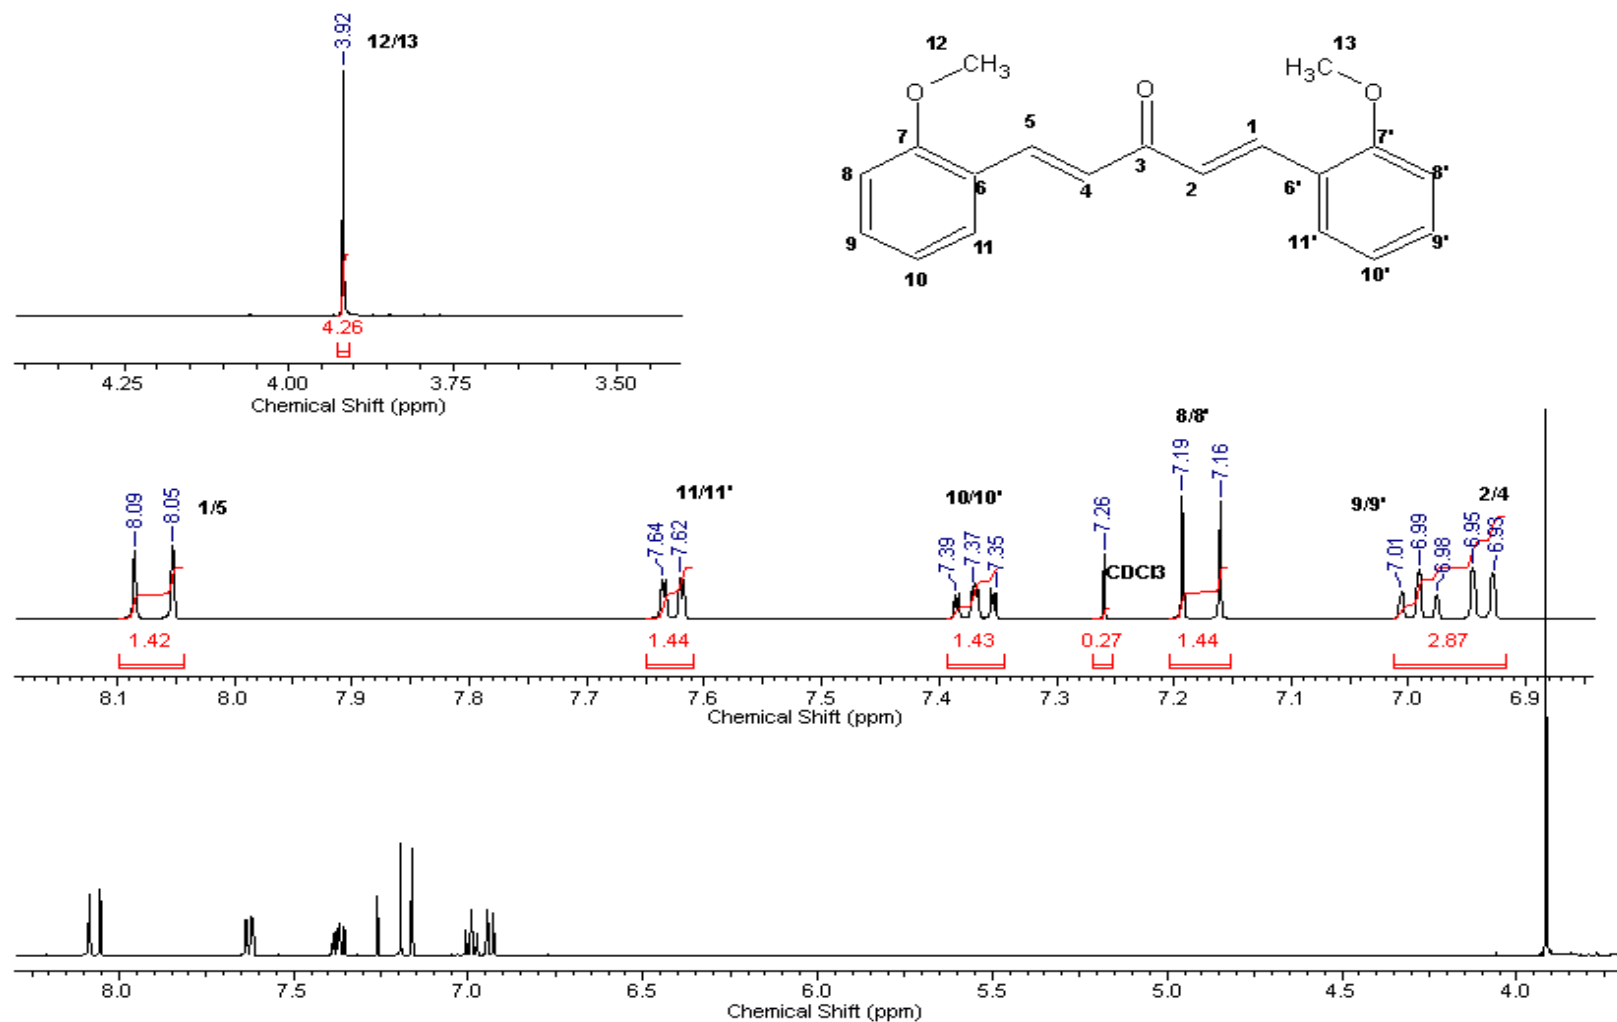 3.92
12/13
4.26
4.25 4.00 3.75 3.50
Chemical Shift (ppm)
12 13
CH3 H3C
O O O
7 5 1 7'
8 6 4 3 2 6' 8'
9 11 11' 9'
10 10'
8/8'
8.09 8.05 1/5 7.64 7.62 11/11' 7.39 7.37 7.35 10/10' 7.26 CDCl3 7.19 7.16 7.01 6.99 6.98 9/9' 6.95 6.93 2/4
1.42 1.44 1.43 0.27 1.44 2.87
8.1 8.0 7.9 7.8 7.7 7.6 7.5 7.4 7.3 7.2 7.1 7.0 6.9
Chemical Shift (ppm)
8.0 7.5 7.0 6.5 6.0 5.5 5.0 4.5 4.0
Chemical Shift (ppm)